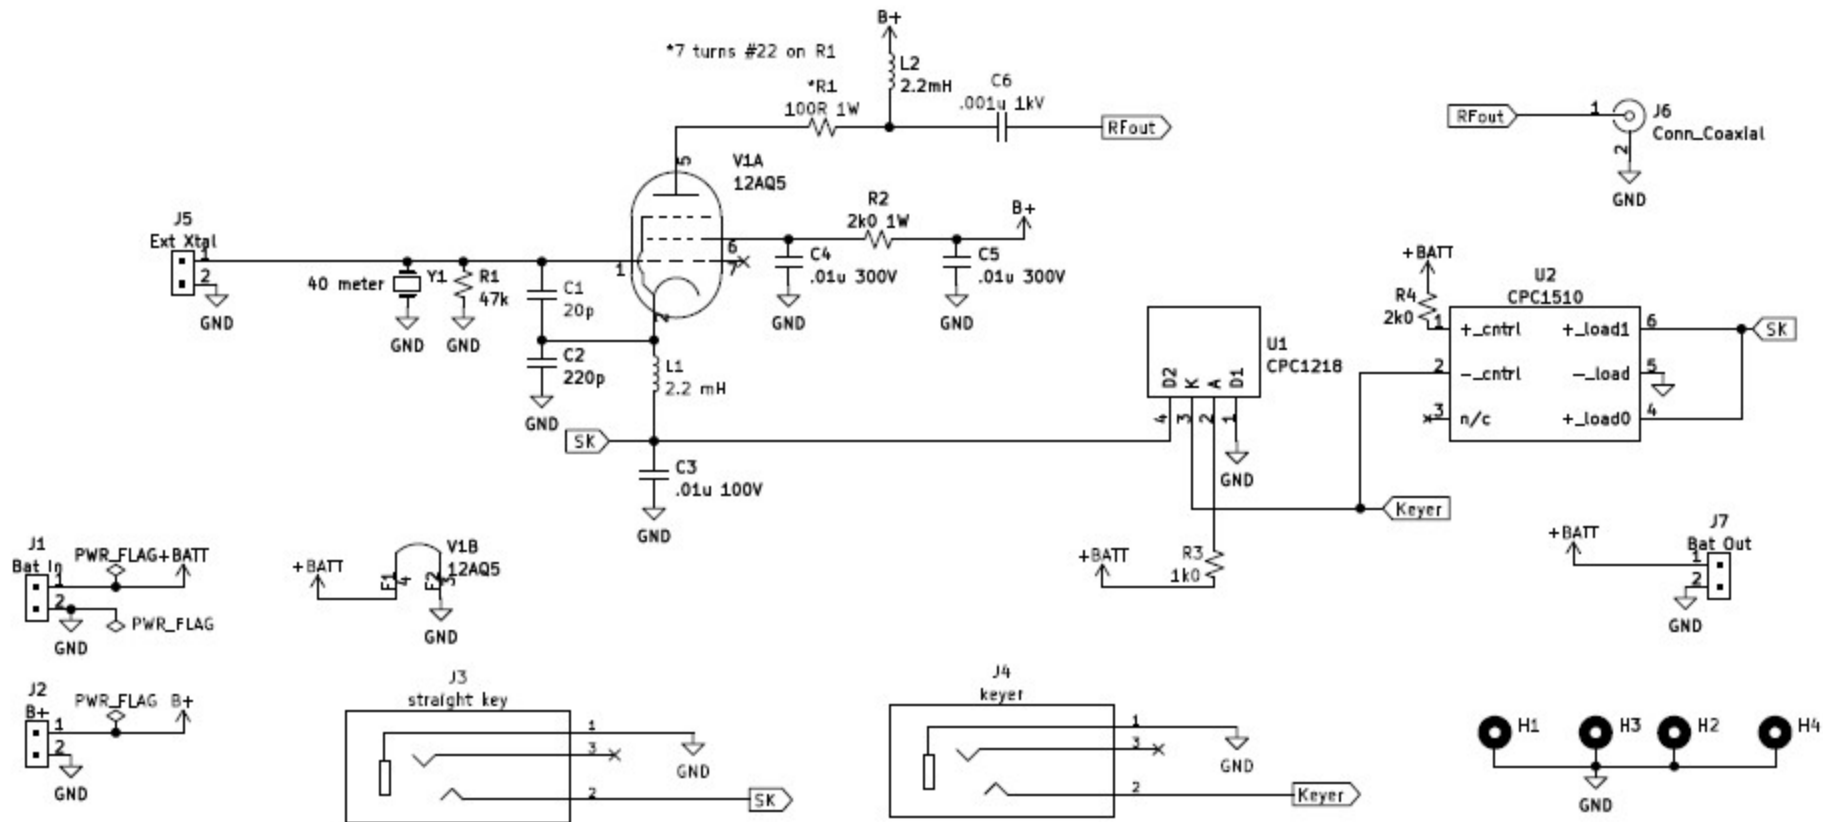 B+
*7 turns #22 on R1
L2
2.2mH
*R1
100R 1W
C6
.001u 1kV
RFout
RFout
1
2
J6
Conn_Coaxial
GND
5
V1A
12AQ5
J5
Ext Xtal
1
2
GND
40 meter
Y1
GND
R1
47k
GND
C1
20p
C2
220p
GND
1
2
6
7
R2
2k0 1W
B+
C4
.01u 300V
GND
C5
.01u 300V
GND
L1
2.2 mH
SK
C3
.01u 100V
GND
U1
CPC1218
D2
K
A
D1
4
3
2
1
GND
Keyer
+BATT
R3
1k0
+BATT
R4
2k0
U2
CPC1510
1
+_cntrl
2
-_cntrl
3
n/c
+_load1
6
-_load
5
+_load0
4
SK
J1
Bat In
1
2
PWR_FLAG
+BATT
GND
PWR_FLAG
+BATT
V1B
12AQ5
F1
4
F2
3
GND
+BATT
J7
Bat Out
1
2
GND
J2
B+
1
2
PWR_FLAG
B+
GND
J3
straight key
1
3
2
GND
SK
J4
keyer
1
3
2
GND
Keyer
H1
H3
H2
H4
GND